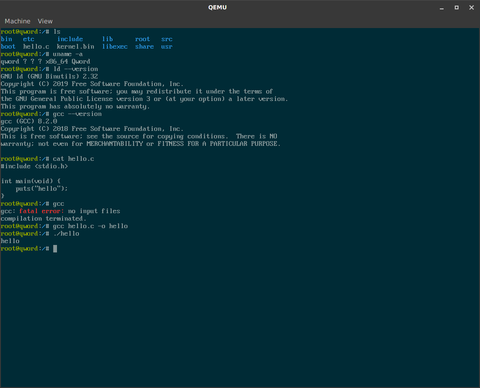 QEMU
Machine View
root@qword:/# ls
bin etc include lib root src
boot hello.c kernel.bin libexec share usr
root@qword:/# uname -a
qword ? ? ? x86_64 Qword
root@qword:/# ld --version
GNU ld (GNU Binutils) 2.32
Copyright (C) 2019 Free Software Foundation, Inc.
This program is free software; you may redistribute it under the terms of
the GNU General Public License version 3 or (at your option) a later version.
This program has absolutely no warranty.
root@qword:/# gcc --version
gcc (GCC) 8.2.0
Copyright (C) 2018 Free Software Foundation, Inc.
This is free software; see the source for copying conditions.  There is NO
warranty; not even for MERCHANTABILITY or FITNESS FOR A PARTICULAR PURPOSE.
root@qword:/# cat hello.c
#include <stdio.h>
int main(void) {
puts("hello");
}
root@qword:/# gcc
gcc: fatal error: no input files
compilation terminated.
root@qword:/# gcc hello.c -o hello
root@qword:/# ./hello
hello
root@qword:/#